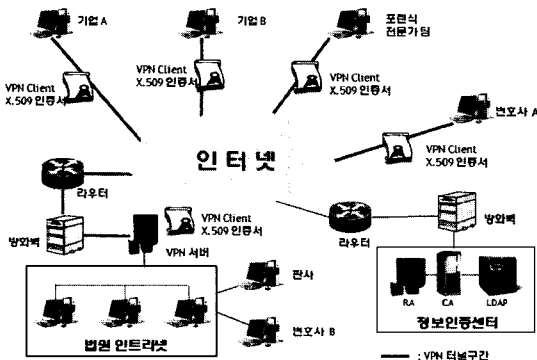 기업 A
기업 B
포렌식
전문가팀
VPN Client
X.509 인증서
VPN Client
X.509 인증서
VPN Client
X.509 인증서
변호사 A
VPN Client
X.509 인증서
인터넷
라우터
방화벽
VPN Client
X.509 인증서
VPN 서버
라우터
방화벽
판사
변호사 B
법원 인트라넷
RA
CA
LDAP
정보인증센터
: VPN 터널구간